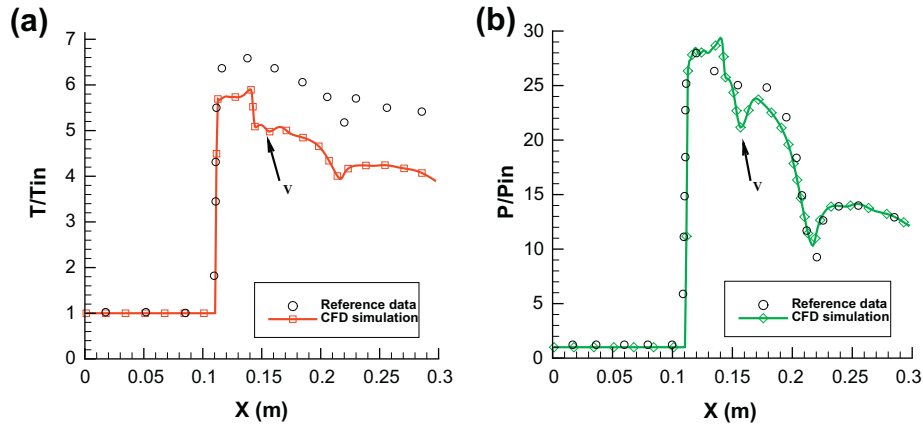 (a)
7
6
5
4
3
2
1
0
T/Tin
0 0.05 0.1 0.15 0.2 0.25 0.3
X (m)
v
Reference data
CFD simulation
(b)
30
25
20
15
10
5
0
P/Pin
0 0.05 0.1 0.15 0.2 0.25 0.3
X (m)
v
Reference data
CFD simulation